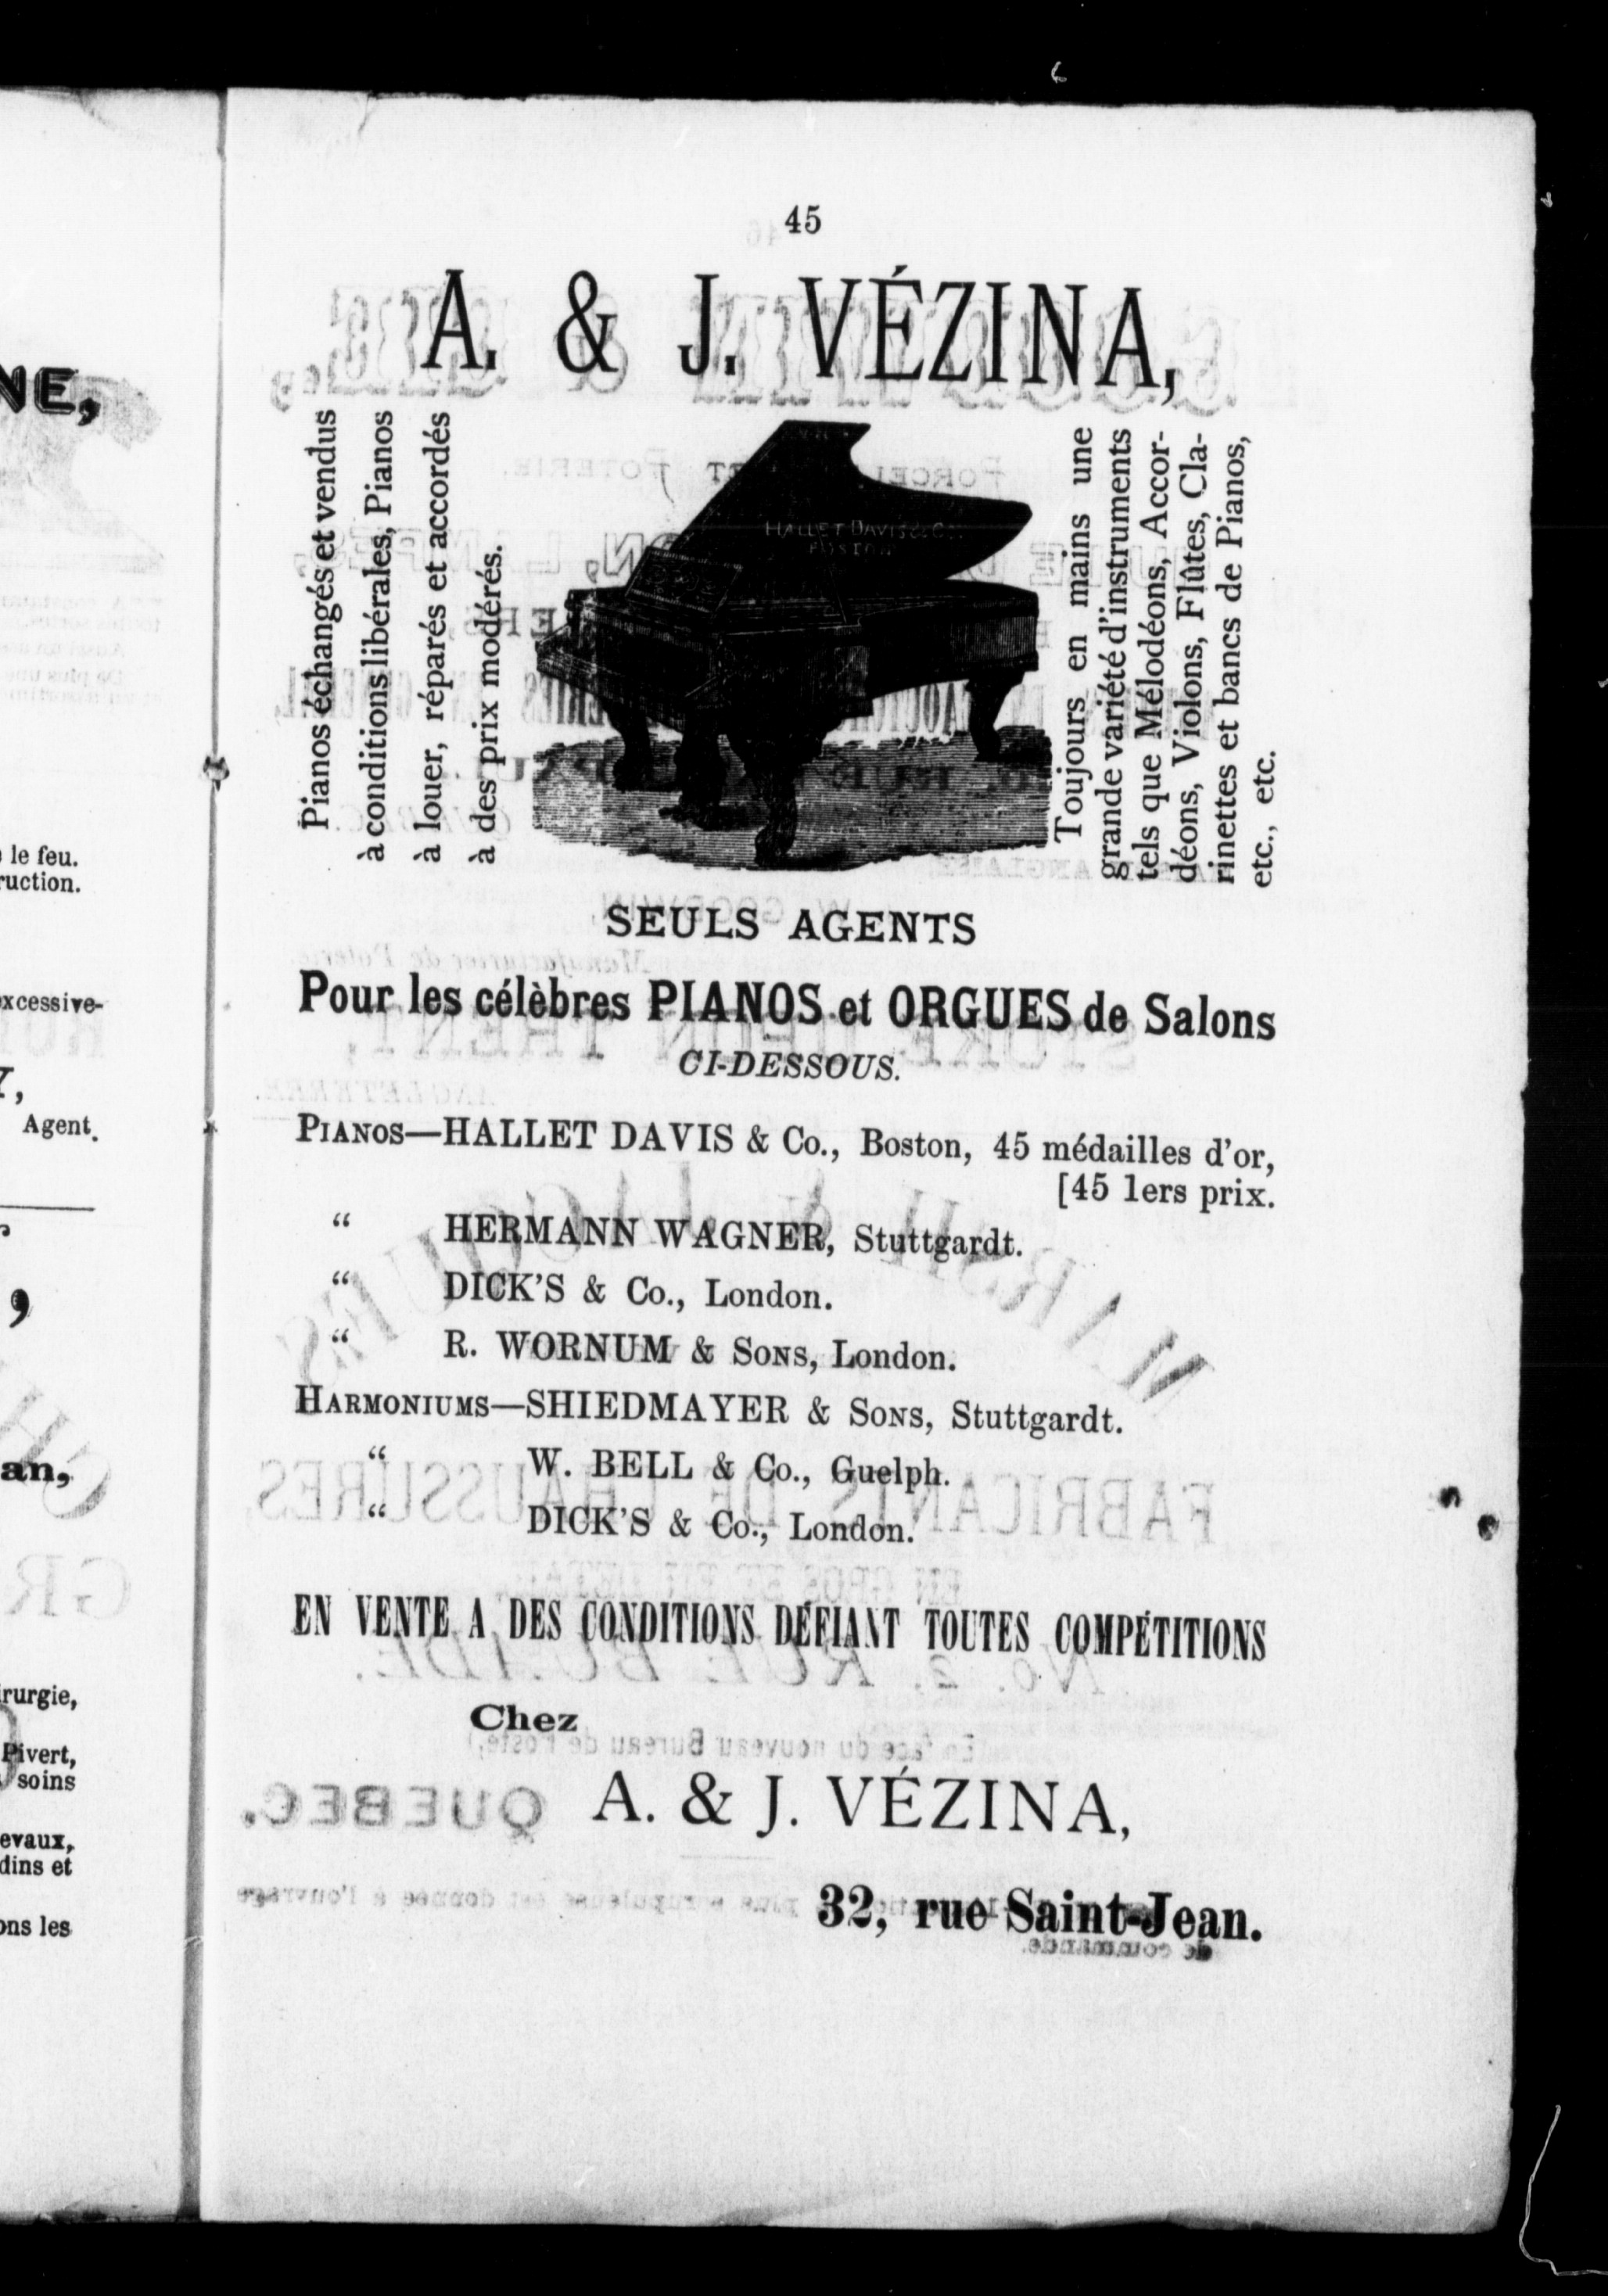 45
A. & J. VÉZINA,
Pianos échangés et vendus
à conditions libérales, Pianos
à louer, réparés et accordés
à des prix modérés.
HALLET DAVIS & Co.
BOSTON
Toujours en mains une
grande variété d'instruments
tels que Mélodéons, Accor-
déons, Violons, Flûtes, Cla-
rinettes et bancs de Pianos,
etc., etc.
SEULS AGENTS
Pour les célèbres PIANOS et ORGUES de Salons
CI-DESSOUS.
PIANOS—HALLET DAVIS & Co., Boston, 45 médailles d'or,
[45 1ers prix.
“ HERMANN WAGNER, Stuttgardt.
“ DICK'S & Co., London.
“ R. WORNUM & SONS, London.
HARMONIUMS—SHIEDMAYER & SONS, Stuttgardt.
“ W. BELL & Co., Guelph.
“ DICK'S & Co., London.
EN VENTE A DES CONDITIONS DÉFIANT TOUTES COMPÉTITIONS
Chez
A. & J. VÉZINA,
32, rue Saint-Jean.
le feu.
Agent.
Pivert,
soins